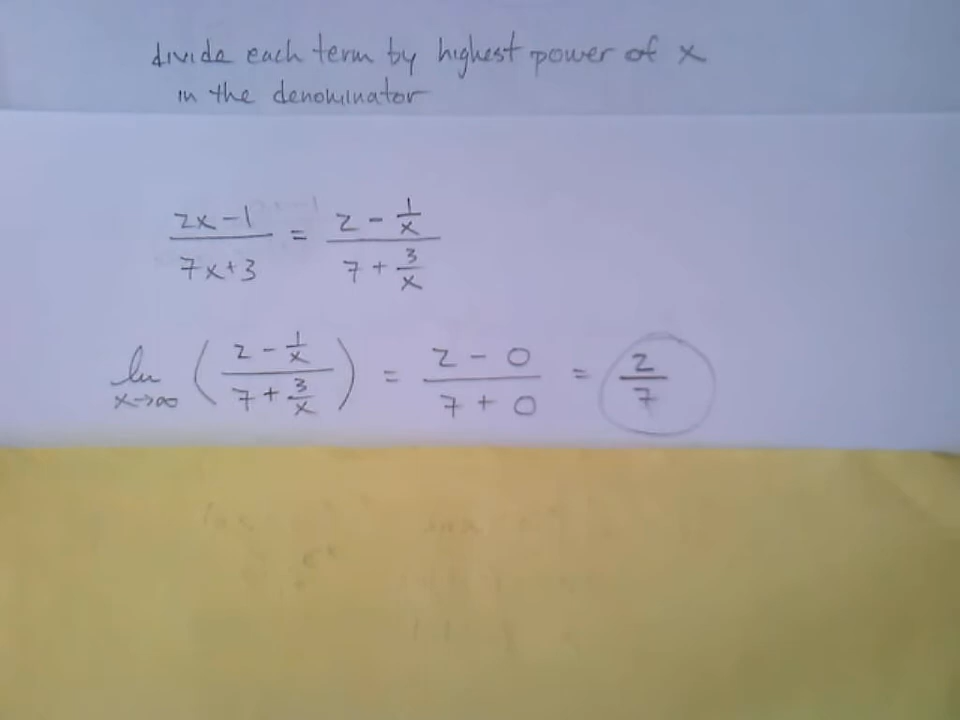 divide each term by highest power of x
in the denominator
2x-1 / 7x+3 = 2 - 1/x / 7 + 3/x
lim x→∞ ( 2 - 1/x / 7 + 3/x ) = 2 - 0 / 7 + 0 = 2/7